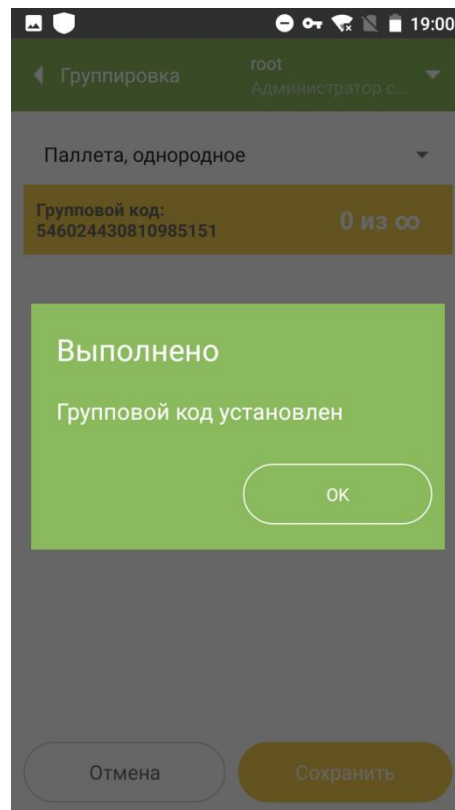 19:00
Группировка
root
Администратор с...
Паллета, однородное
Групповой код:
546024430810985151
0 из ∞
Выполнено
Групповой код установлен
OK
Отмена
Сохранить